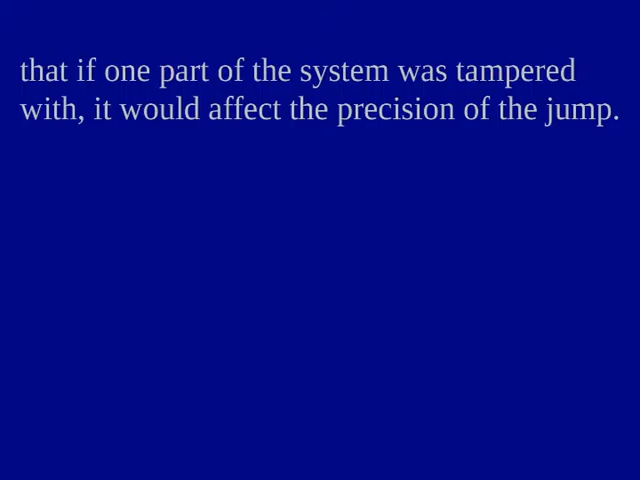 that if one part of the system was tampered
with, it would affect the precision of the jump.